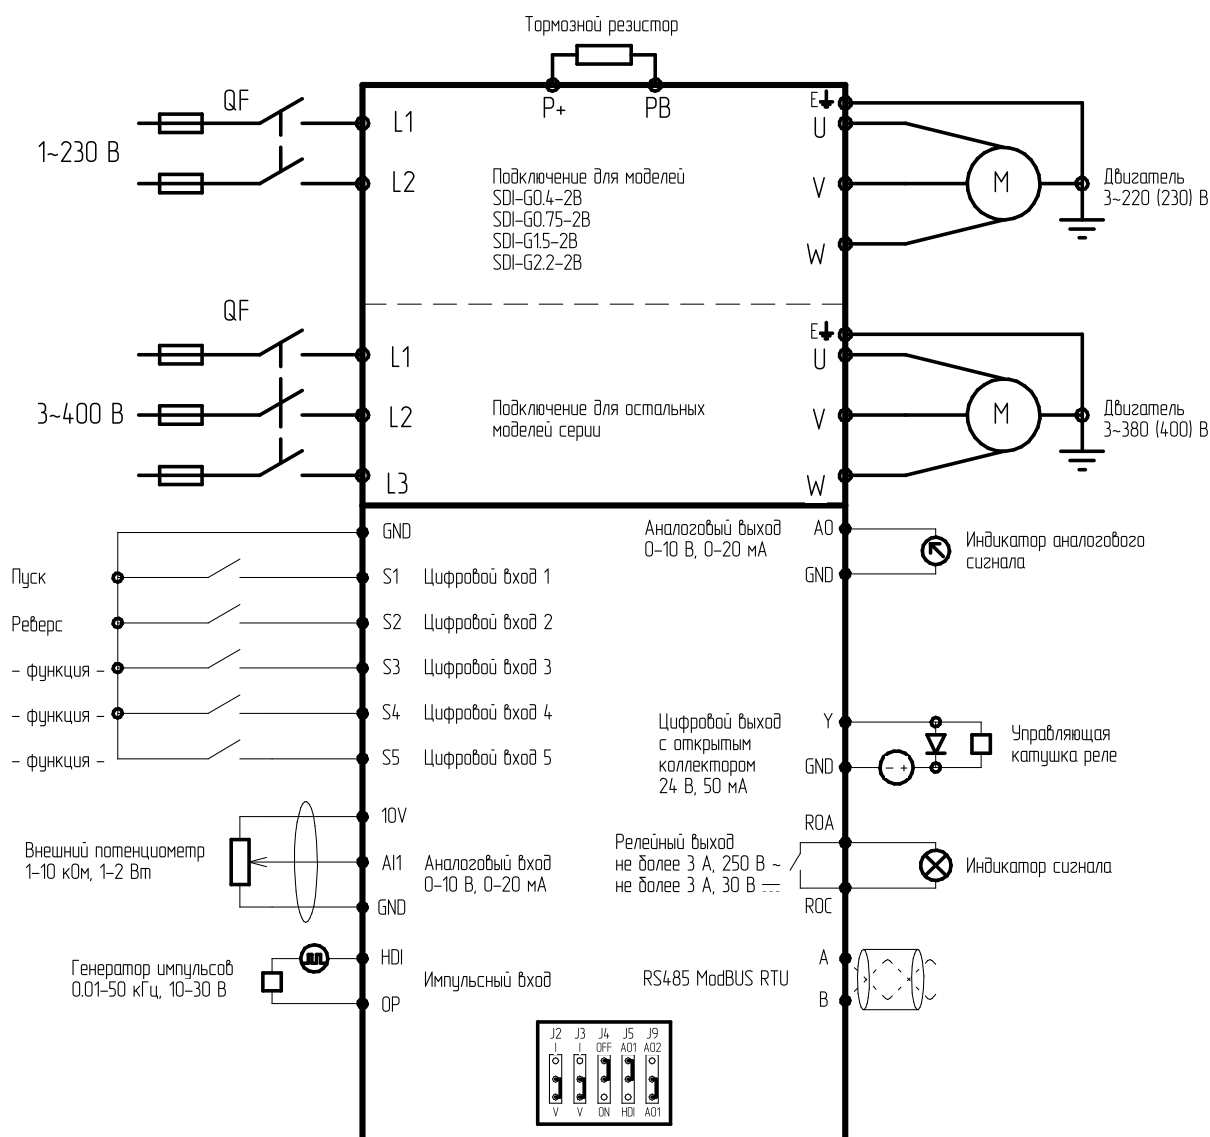 Тормозной резистор
P+
PB
QF
1~230 В
L1
L2
Подключение для моделей
SDI-G0.4-2B
SDI-G0.75-2B
SDI-G1.5-2B
SDI-G2.2-2B
E
U
V
W
M
Двигатель
3~220 (230) В
QF
3~400 В
L1
L2
L3
Подключение для остальных
моделей серии
E
U
V
W
M
Двигатель
3~380 (400) В
GND
Пуск
S1 Цифровой вход 1
Реверс
S2 Цифровой вход 2
- функция -
S3 Цифровой вход 3
- функция -
S4 Цифровой вход 4
- функция -
S5 Цифровой вход 5
Аналоговый выход
0-10 В, 0-20 мА
AO
GND
Индикатор аналогового
сигнала
Цифровой выход
с открытым
коллектором
24 В, 50 мА
Y
GND
- +
Управляющая
катушка реле
Внешний потенциометр
1-10 кОм, 1-2 Вт
10V
AI1
GND
Аналоговый вход
0-10 В, 0-20 мА
Релейный выход
не более 3 А, 250 В ~
не более 3 А, 30 В
ROA
ROC
Индикатор сигнала
Генератор импульсов
0.01-50 кГц, 10-30 В
HDI
OP
Импульсный вход
RS485 ModBUS RTU
A
B
J2 J3 J4 J5 J9
I I OFF AO1 AO2
V V ON HDI AO1